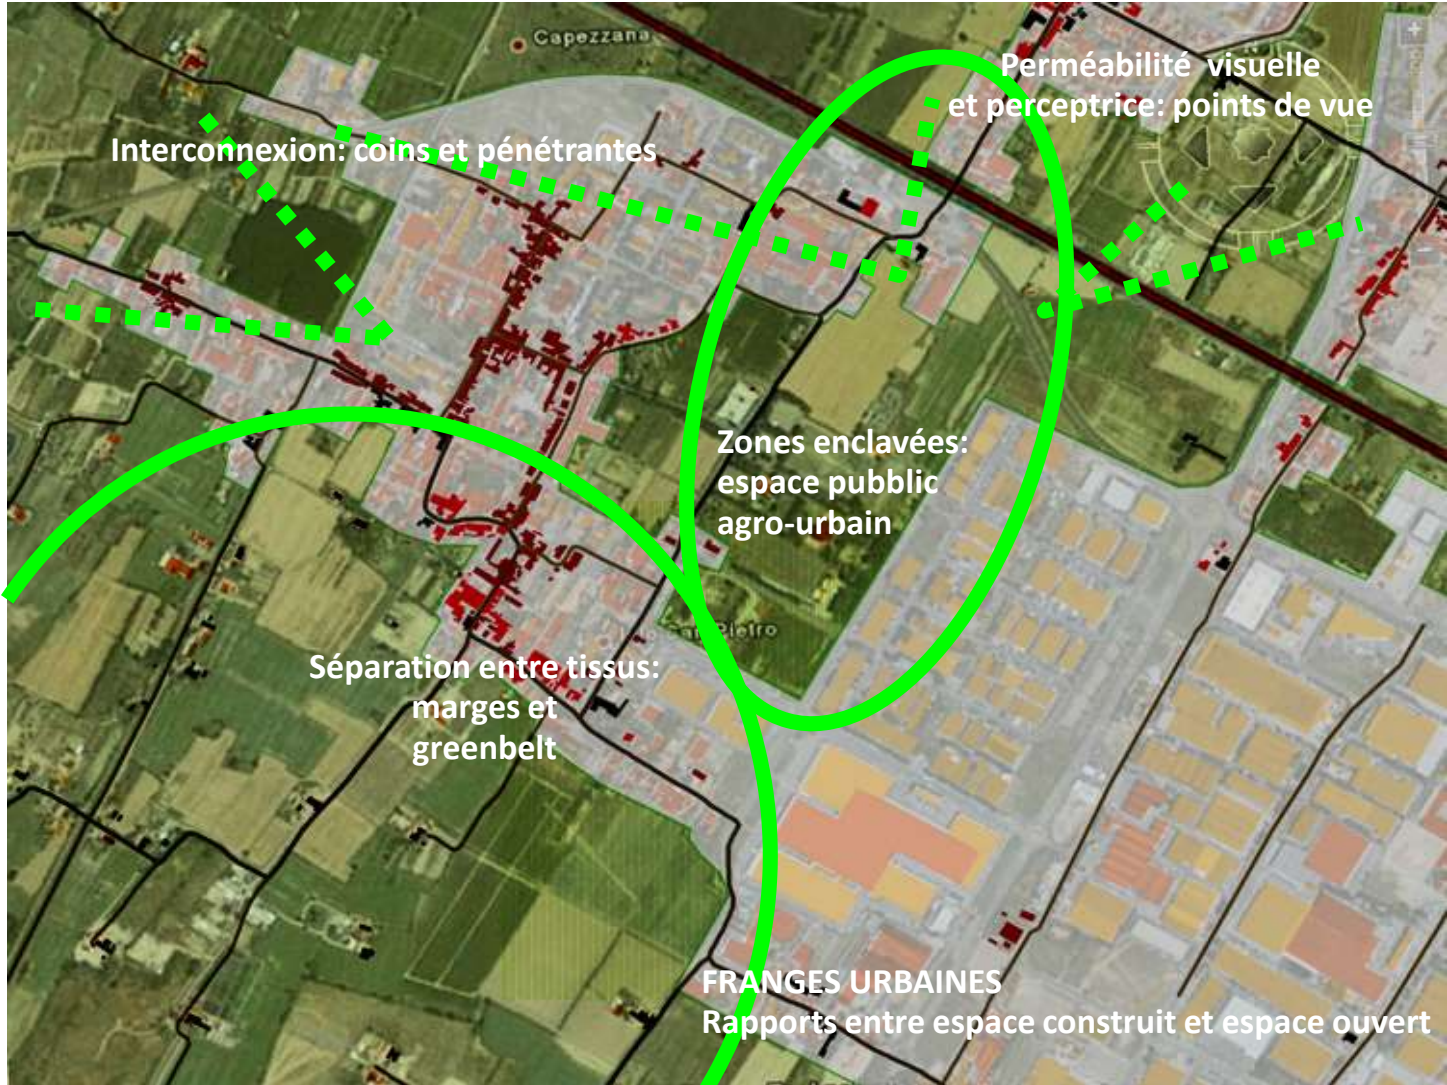 Capezzana
Perméabilité visuelle
et perceptrice: points de vue
Interconnexion: coins et pénétrantes
Zones enclavées:
espace pubblic
agro-urbain
Pietro
Séparation entre tissus:
marges et
greenbelt
FRANGES URBAINES
Rapports entre espace construit et espace ouvert